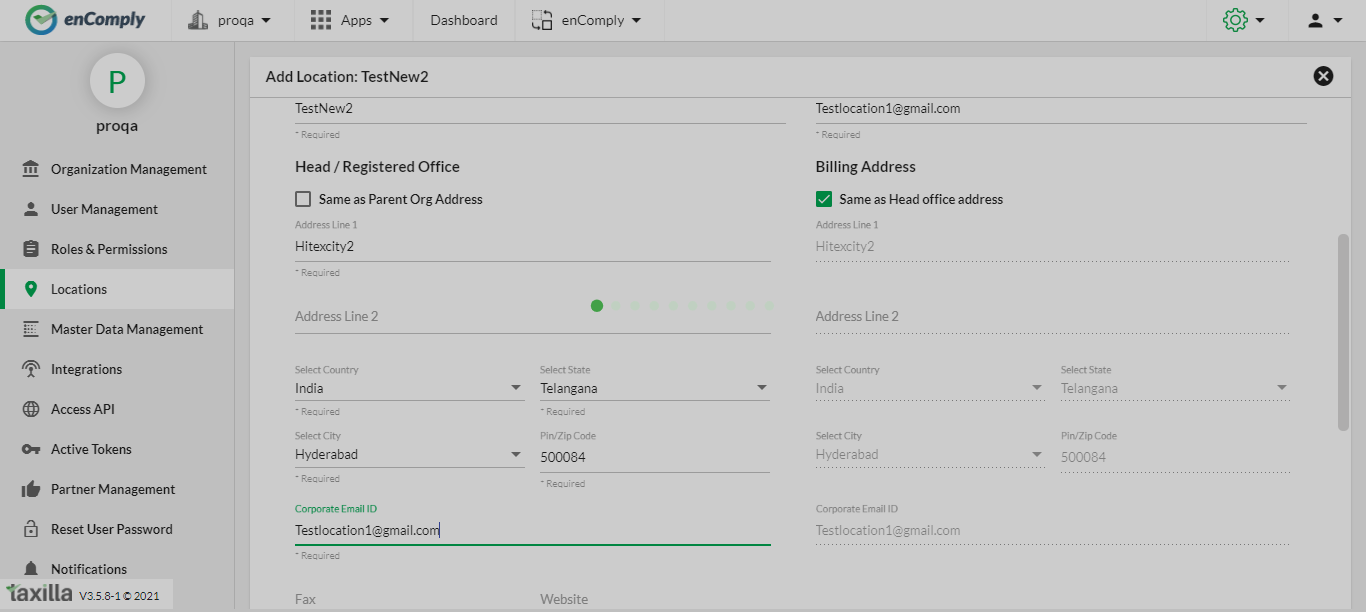 enComply
proqa
Apps
Dashboard
enComply
P
proqa
Organization Management
User Management
Roles & Permissions
Locations
Master Data Management
Integrations
Access API
Active Tokens
Partner Management
Reset User Password
Notifications
taxilla V3.5.8-1 © 2021
Add Location: TestNew2
TestNew2
* Required
Testlocation1@gmail.com
* Required
Head / Registered Office
Same as Parent Org Address
Address Line 1
Hitexcity2
* Required
Address Line 2
Select Country
India
* Required
Select State
Telangana
* Required
Select City
Hyderabad
* Required
Pin/Zip Code
500084
* Required
Corporate Email ID
Testlocation1@gmail.com
* Required
Fax
Website
Billing Address
Same as Head office address
Address Line 1
Hitexcity2
Address Line 2
Select Country
India
Select State
Telangana
Select City
Hyderabad
Pin/Zip Code
500084
Corporate Email ID
Testlocation1@gmail.com